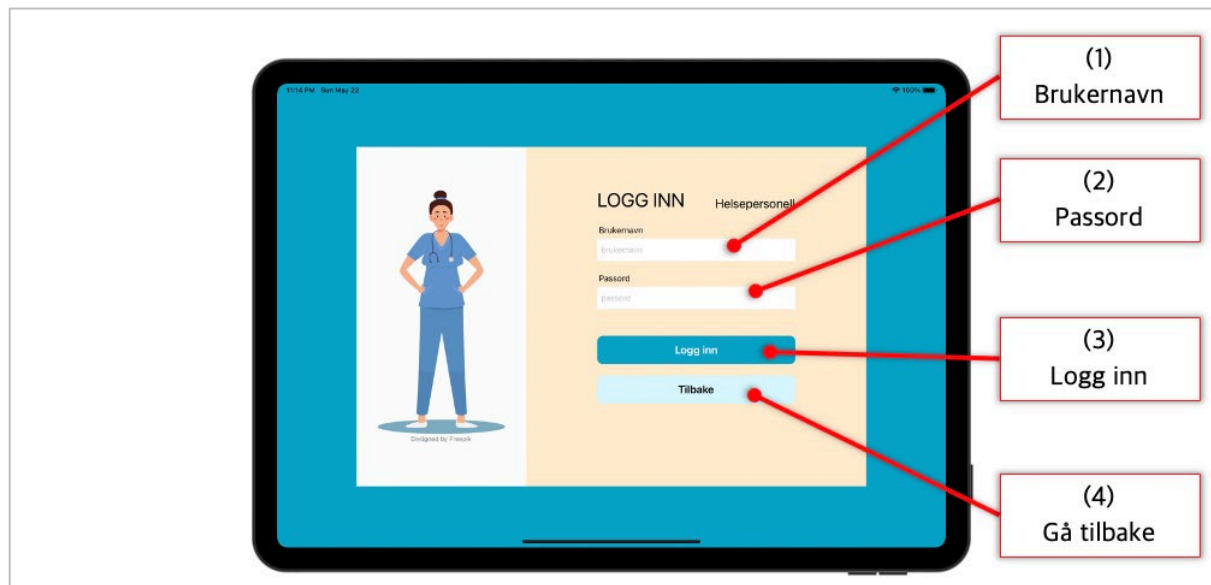 11:14 PM Sun May 22
100%
LOGG INN
Helsepersonell
Brukernavn
brukernavn
Passord
passord
Logg inn
Tilbake
Designed by Freepik
(1)
Brukernavn
(2)
Passord
(3)
Logg inn
(4)
Gå tilbake